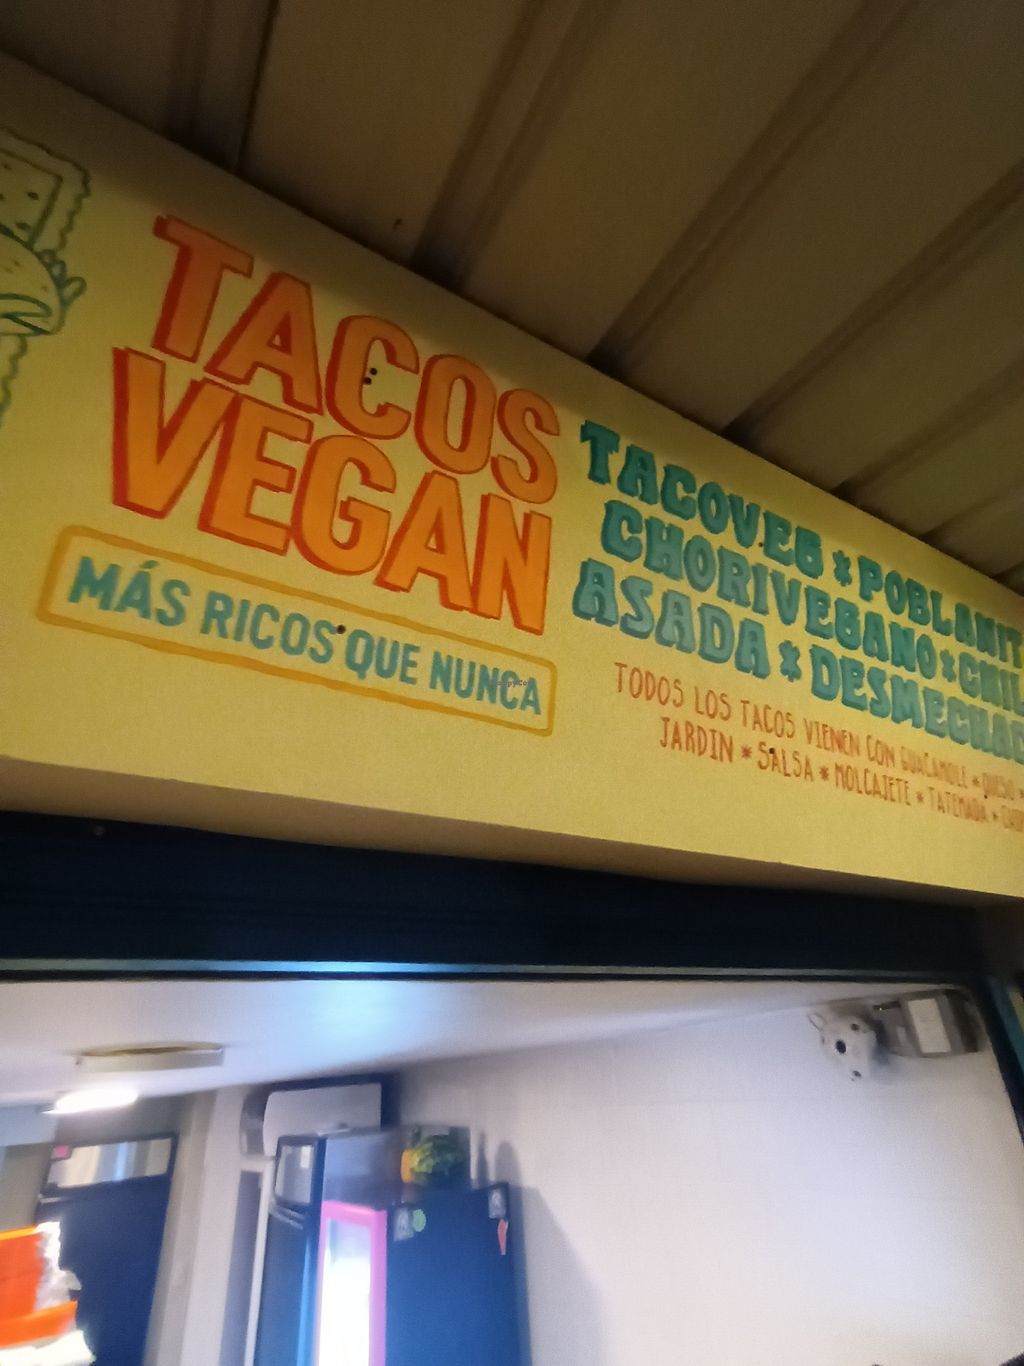 TACOS
VEGAN
MÁS RICOS QUE NUNCA
TACOVEG * POBLANIT
CHORIVEGANO *
ASADA * DESMECHAD
TODOS LOS TACOS VIENEN CON GUACAMOLE * QUESO *
JARDIN * SALSA * MOLCAJETE * TATEMADA *